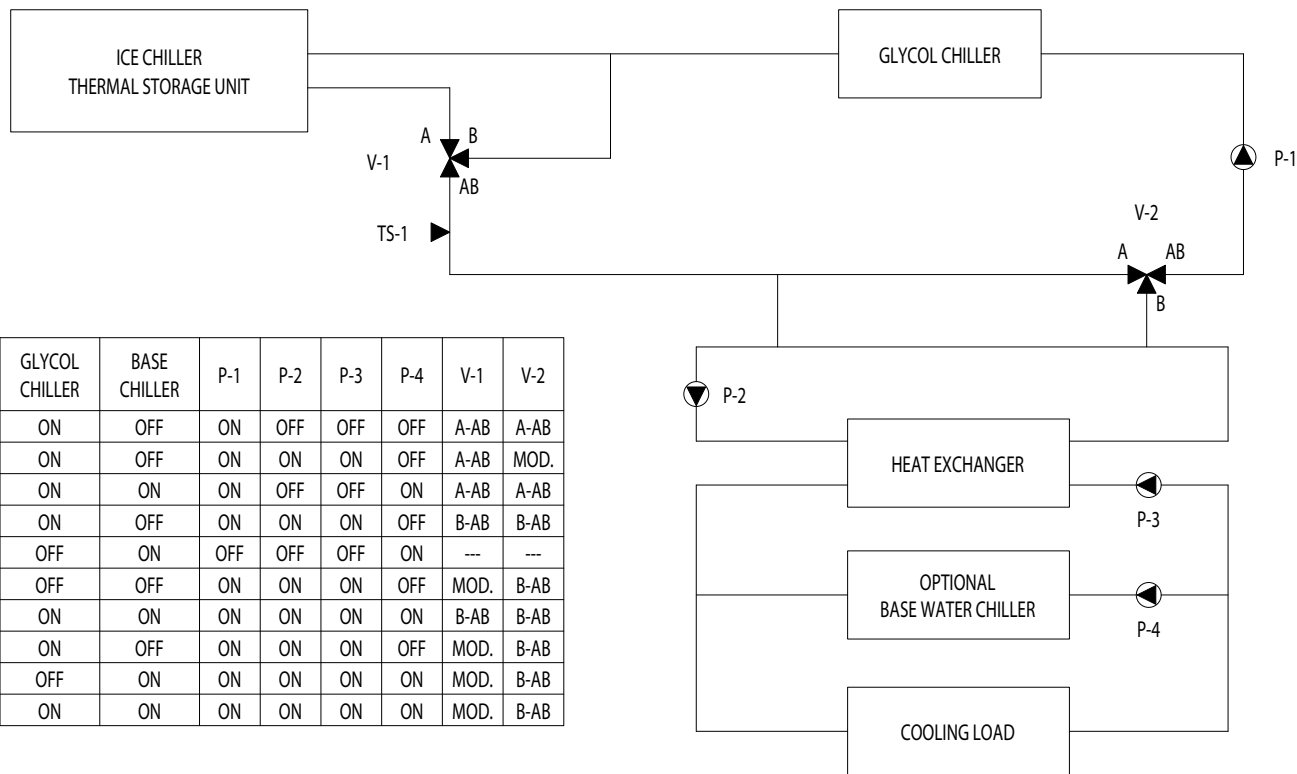 ICE CHILLER
THERMAL STORAGE UNIT
GLYCOL CHILLER
A
B
V-1
AB
P-1
V-2
TS-1
A
AB
B
GLYCOL CHILLER BASE CHILLER P-1 P-2 P-3 P-4 V-1 V-2
ON OFF ON OFF OFF OFF A-AB A-AB
ON OFF ON ON ON OFF A-AB MOD.
ON ON ON OFF OFF ON A-AB A-AB
ON OFF ON ON ON OFF B-AB B-AB
OFF ON OFF OFF OFF ON --- ---
OFF OFF ON ON ON OFF MOD. B-AB
ON ON ON ON ON ON B-AB B-AB
ON OFF ON ON ON OFF MOD. B-AB
OFF ON ON ON ON ON MOD. B-AB
ON ON ON ON ON ON MOD. B-AB
P-2
HEAT EXCHANGER
P-3
OPTIONAL
BASE WATER CHILLER
P-4
COOLING LOAD